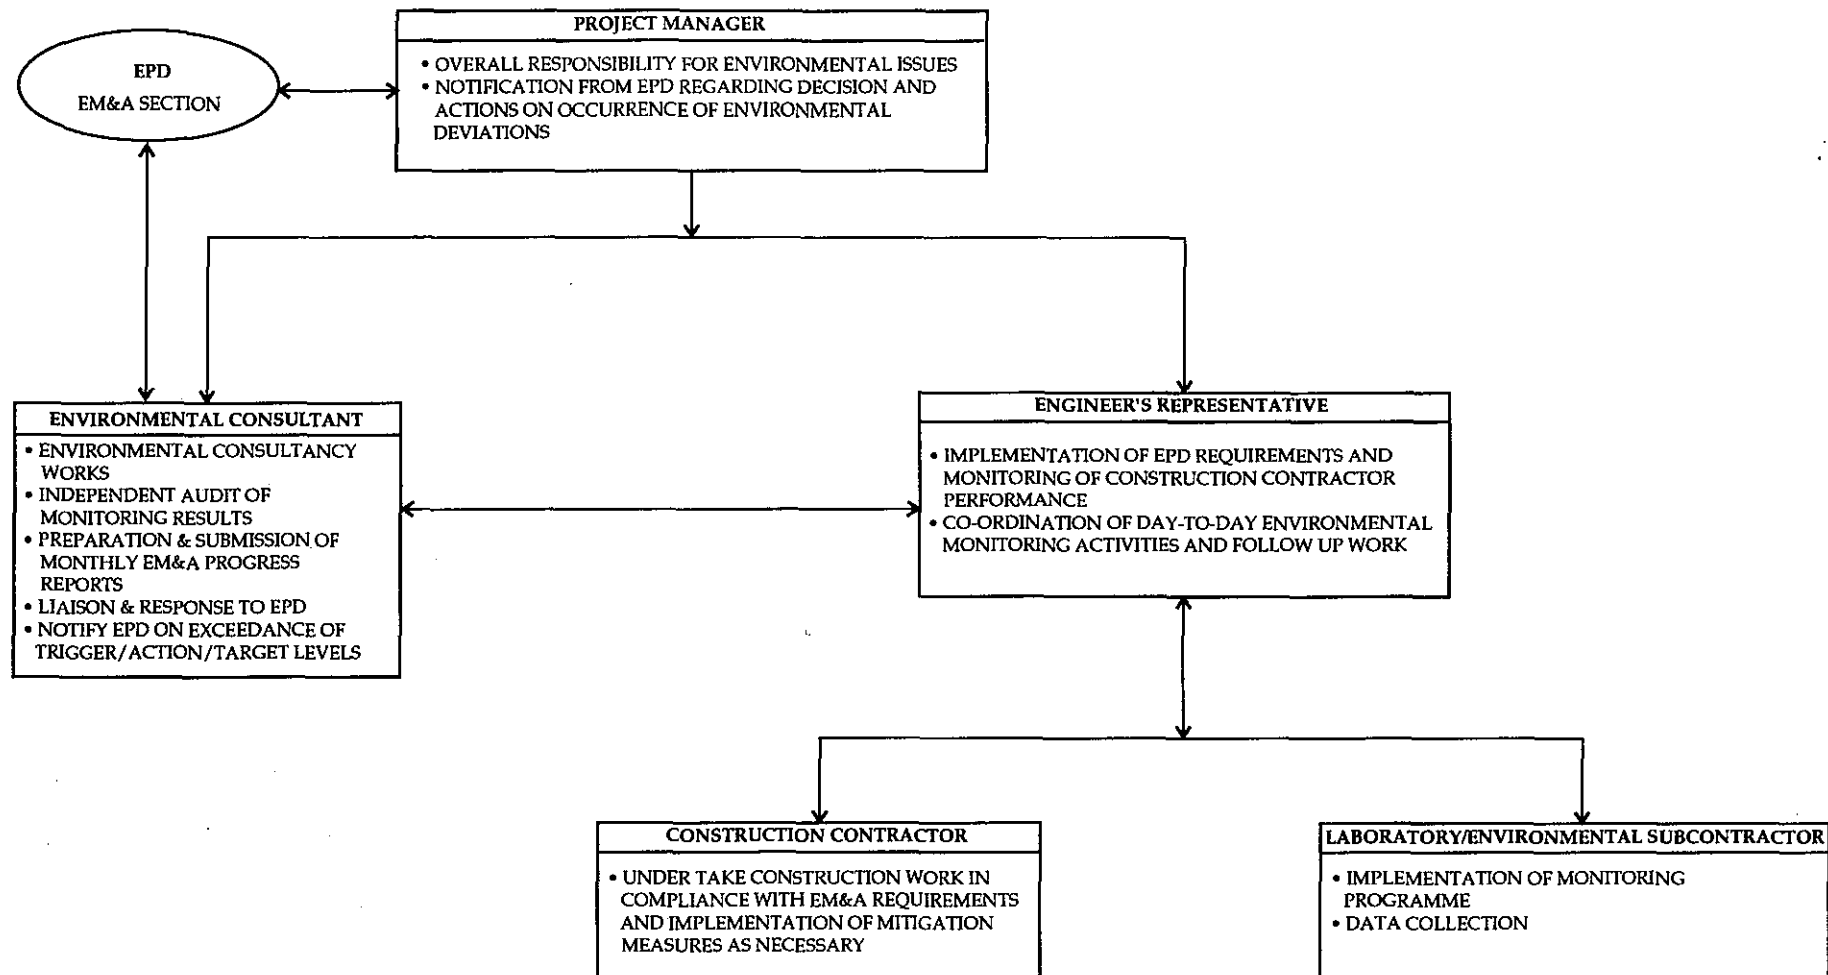 PROJECT MANAGER
• OVERALL RESPONSIBILITY FOR ENVIRONMENTAL ISSUES
• NOTIFICATION FROM EPD REGARDING DECISION AND
ACTIONS ON OCCURRENCE OF ENVIRONMENTAL
DEVIATIONS
EPD
EM&A SECTION
ENVIRONMENTAL CONSULTANT
• ENVIRONMENTAL CONSULTANCY
WORKS
• INDEPENDENT AUDIT OF
MONITORING RESULTS
• PREPARATION & SUBMISSION OF
MONTHLY EM&A PROGRESS
REPORTS
• LIAISON & RESPONSE TO EPD
• NOTIFY EPD ON EXCEEDANCE OF
TRIGGER/ACTION/TARGET LEVELS
ENGINEER'S REPRESENTATIVE
• IMPLEMENTATION OF EPD REQUIREMENTS AND
MONITORING OF CONSTRUCTION CONTRACTOR
PERFORMANCE
• CO-ORDINATION OF DAY-TO-DAY ENVIRONMENTAL
MONITORING ACTIVITIES AND FOLLOW UP WORK
CONSTRUCTION CONTRACTOR
• UNDER TAKE CONSTRUCTION WORK IN
COMPLIANCE WITH EM&A REQUIREMENTS
AND IMPLEMENTATION OF MITIGATION
MEASURES AS NECESSARY
LABORATORY/ENVIRONMENTAL SUBCONTRACTOR
• IMPLEMENTATION OF MONITORING
PROGRAMME
• DATA COLLECTION